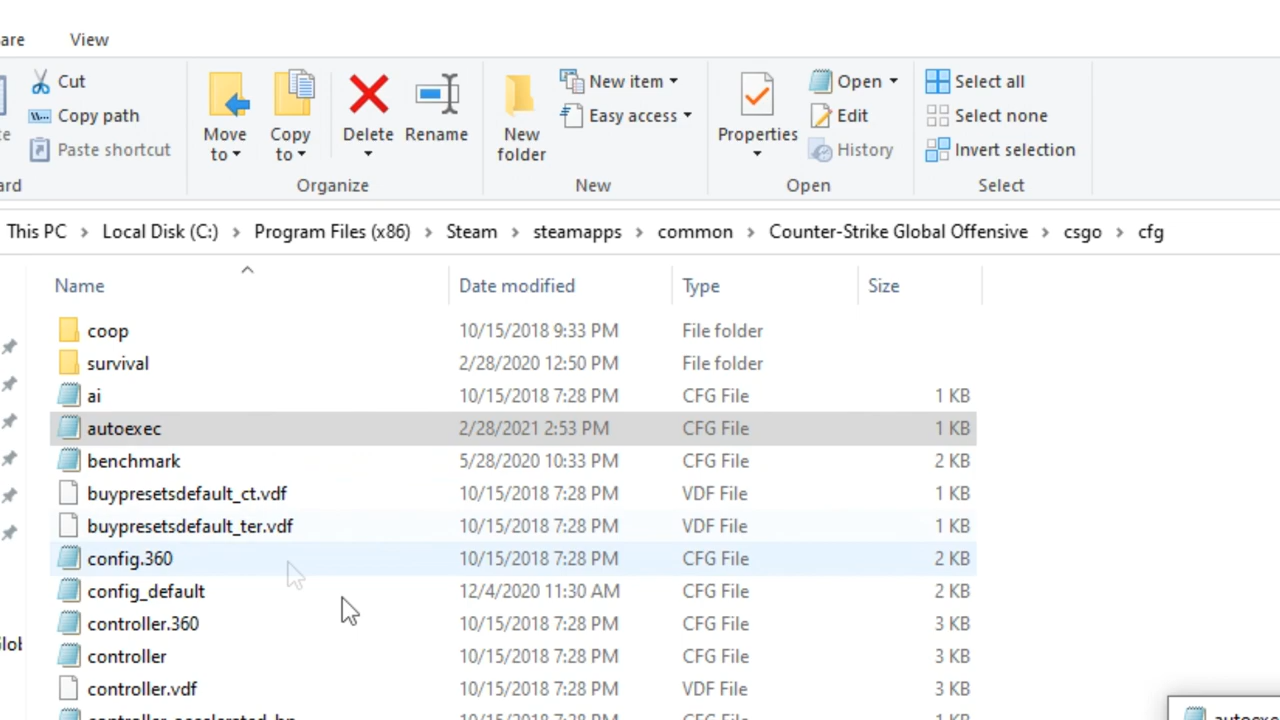 are View
Cut
Copy path
Paste shortcut
Move to
Copy to
Delete
Rename
New folder
New item
Easy access
Properties
Open
Edit
History
Select all
Select none
Invert selection
ard Organize New Open Select
This PC Local Disk (C:) Program Files (x86) Steam steamapps common Counter-Strike Global Offensive csgo cfg
Name Date modified Type Size
coop 10/15/2018 9:33 PM File folder
survival 2/28/2020 12:50 PM File folder
ai 10/15/2018 7:28 PM CFG File 1 KB
autoexec 2/28/2021 2:53 PM CFG File 1 KB
benchmark 5/28/2020 10:33 PM CFG File 2 KB
buypresetsdefault_ct.vdf 10/15/2018 7:28 PM VDF File 1 KB
buypresetsdefault_ter.vdf 10/15/2018 7:28 PM VDF File 1 KB
config.360 10/15/2018 7:28 PM CFG File 2 KB
config_default 12/4/2020 11:30 AM CFG File 2 KB
controller.360 10/15/2018 7:28 PM CFG File 3 KB
controller 10/15/2018 7:28 PM CFG File 3 KB
controller.vdf 10/15/2018 7:28 PM VDF File 3 KB